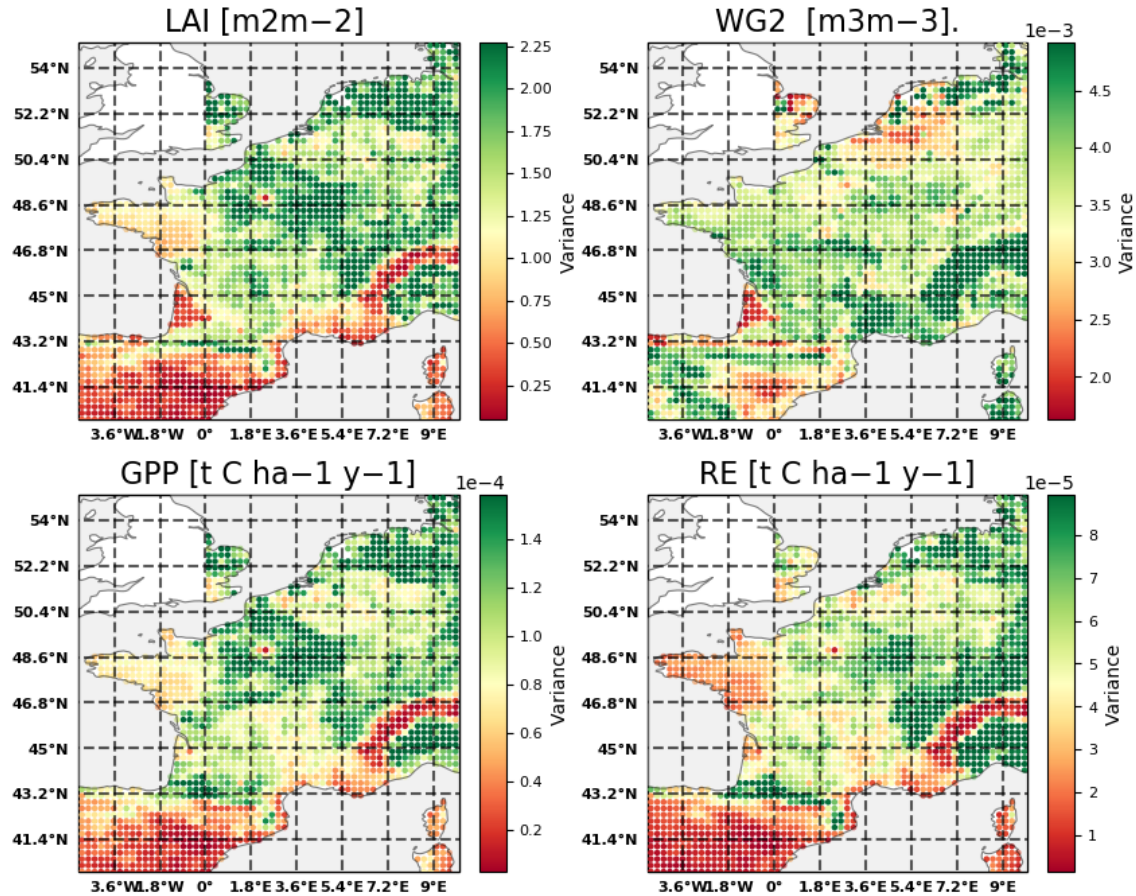 LAI [m2m−2]
WG2 [m3m−3].
1e−3
54°N
52.2°N
50.4°N
48.6°N
46.8°N
45°N
43.2°N
41.4°N
3.6°W
1.8°W
0°
1.8°E
3.6°E
5.4°E
7.2°E
9°E
2.25
2.00
1.75
1.50
1.25
1.00
0.75
0.50
0.25
Variance
54°N
52.2°N
50.4°N
48.6°N
46.8°N
45°N
43.2°N
41.4°N
3.6°W
1.8°W
0°
1.8°E
3.6°E
5.4°E
7.2°E
9°E
4.5
4.0
3.5
3.0
2.5
2.0
Variance
GPP [t C ha−1 y−1]
1e−4
RE [t C ha−1 y−1]
1e−5
54°N
52.2°N
50.4°N
48.6°N
46.8°N
45°N
43.2°N
41.4°N
3.6°W
1.8°W
0°
1.8°E
3.6°E
5.4°E
7.2°E
9°E
1.4
1.2
1.0
0.8
0.6
0.4
0.2
Variance
54°N
52.2°N
50.4°N
48.6°N
46.8°N
45°N
43.2°N
41.4°N
3.6°W
1.8°W
0°
1.8°E
3.6°E
5.4°E
7.2°E
9°E
8
7
6
5
4
3
2
1
Variance